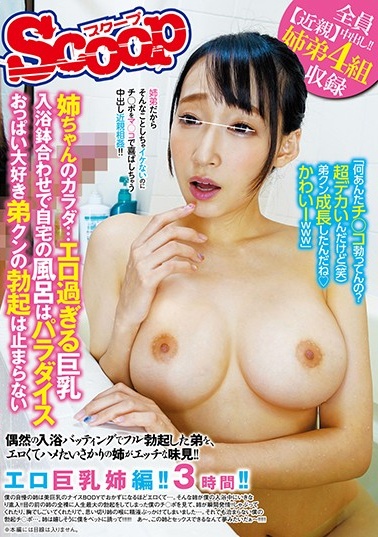 スクープ
Scoop
全員
【近親】中出し!!
姉弟4組
収録
姉弟だから
そんなことしちゃイケないのに
チ○ポをマ○コで喜ばしちゃう
中出し近親相姦!!
「何あんたチ○コ勃ってんの?
超デカいんだけど(笑)
弟クン成長したんだね♡
かわいーwww」
姉ちゃんのカラダ…エロ過ぎる巨乳
入浴鉢合わせで自宅の風呂はパラダイス
おっぱい大好き弟クンの勃起は止まらない
偶然の入浴バッティングでフル勃起した弟を、
エロくてハメたいさかりの姉がエッチな味見!!
エロ巨乳姉編!! 3時間!!